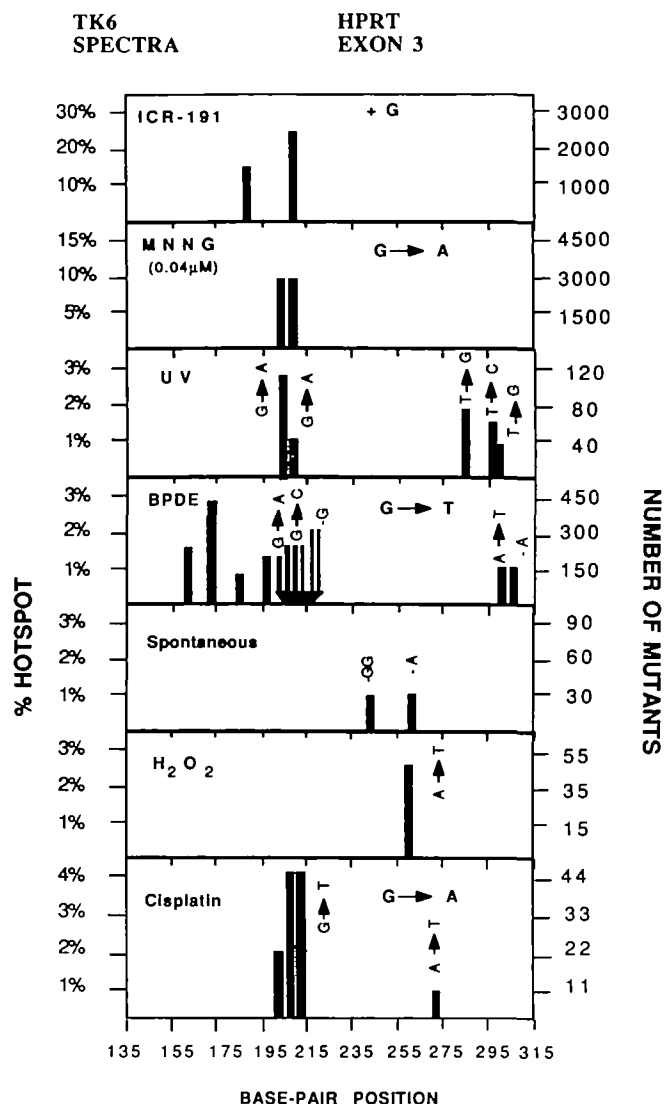 TK6 HPRT
SPECTRA EXON 3
30% ICR-191 + G 3000
20% 2000
10% 1000
15% MNNG 4500
(0.04µM) G → A
10% 3000
5% 1500
3% UV G→A G→A T→G T→C T→G 120
2% 80
1% 40
3% BPDE G→A G→C -G G → T A→T -A 450
2% 300
1% 150
3% Spontaneous 90
2% -GG -A 60
1% 30
3% H2O2 A→T 55
2% 35
1% 15
4% Cisplatin G→T G → A 44
3% A→T 33
2% 22
1% 11
% HOTSPOT
NUMBER OF MUTANTS
135 155 175 195 215 235 255 275 295 315
BASE-PAIR POSITION